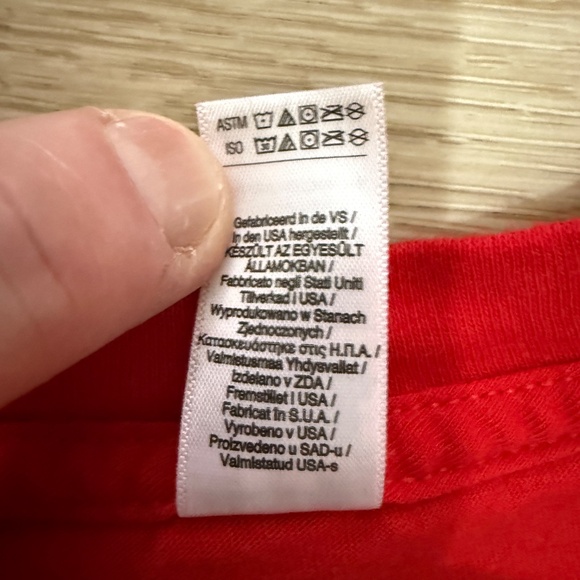 ASTM
ISO
Gefabriceerd in de VS /
In den USA hergestellt /
KÉSZÜLT AZ EGYESÜLT
ÁLLAMOKBAN /
Fabbricato negli Stati Uniti
Tillverkad i USA /
Wyprodukowano w Stanach
Zjednoczonych /
Κατασκευάστηκε στις Η.Π.Α. /
Valmistusmaa Yhdysvallat /
Izdelano v ZDA /
Fremstillet i USA /
Fabricat în S.U.A. /
Vyrobeno v USA /
Proizvedeno u SAD-u /
Valmistatud USA-s